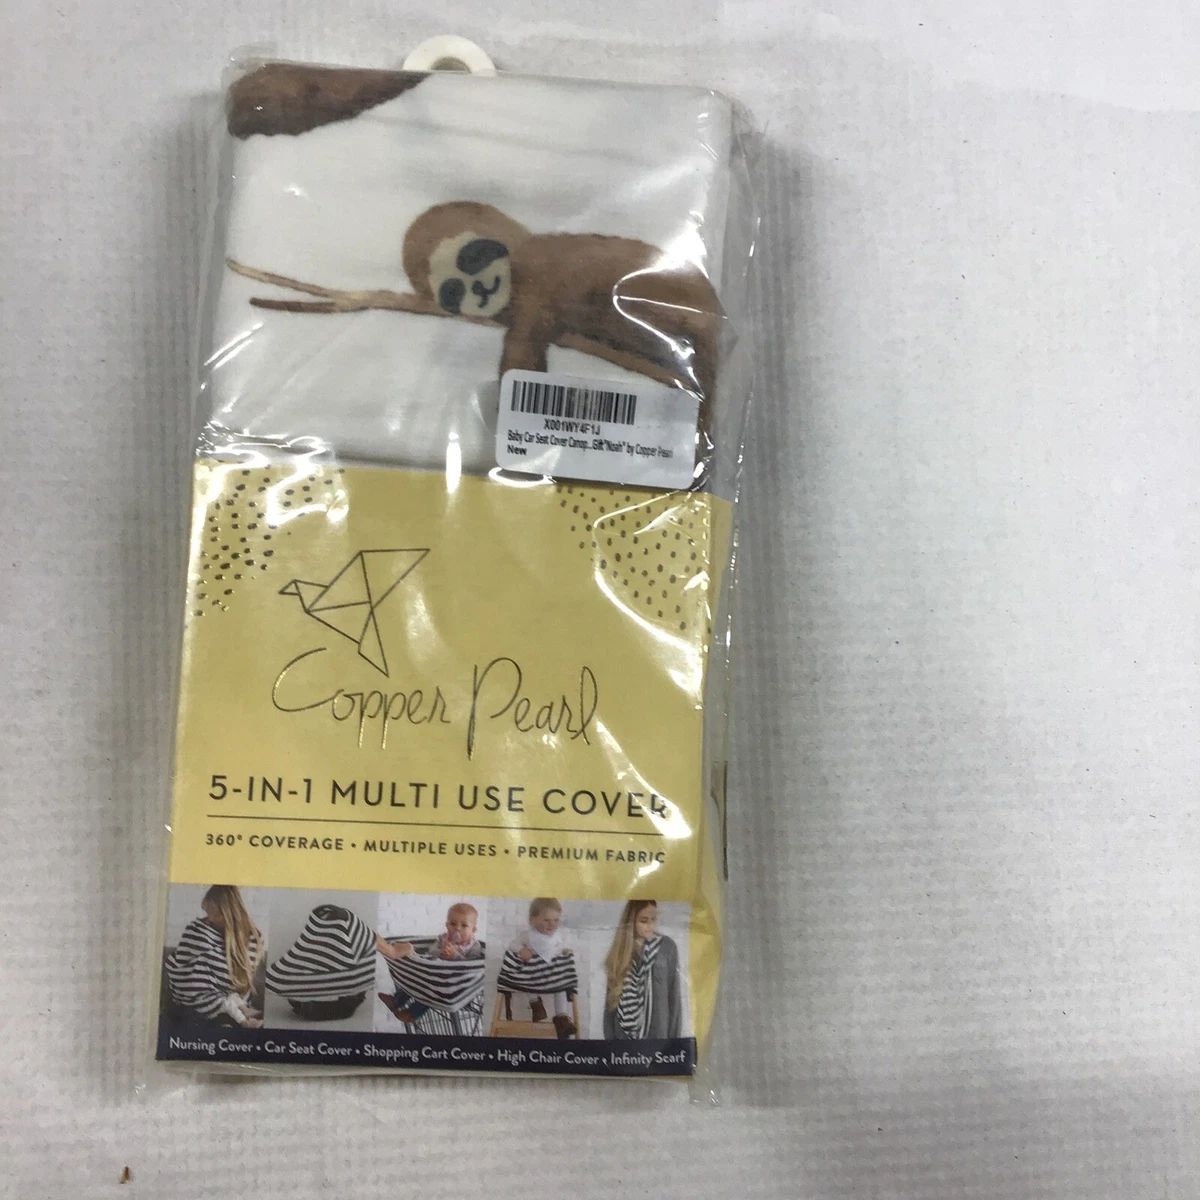 X001WY4F1J
Baby Car Seat Cover Canop...Gift"Noah" by Copper Pearl
New
Copper Pearl
5-IN-1 MULTI USE COVER
360° COVERAGE • MULTIPLE USES • PREMIUM FABRIC
Nursing Cover • Car Seat Cover • Shopping Cart Cover • High Chair Cover • Infinity Scarf